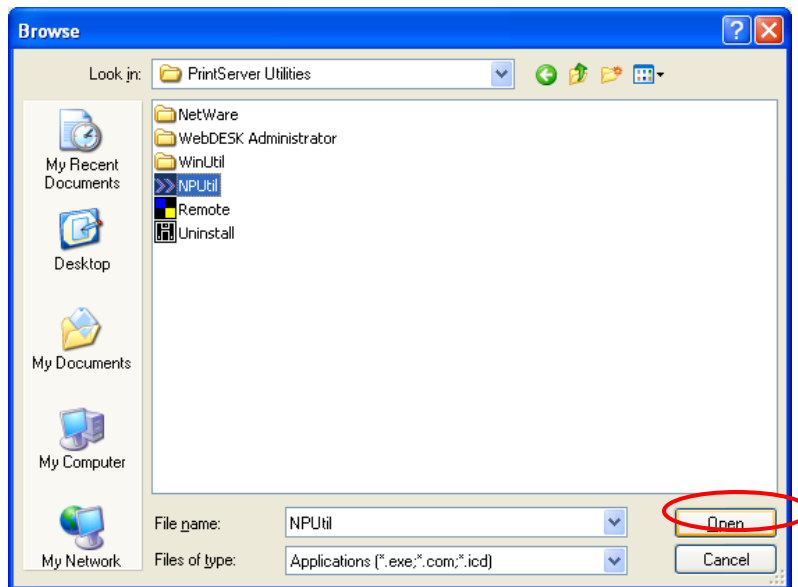 Browse
Look in: PrintServer Utilities
My Recent
Documents
Desktop
My Documents
My Computer
My Network
NetWare
WebDESK Administrator
WinUtil
NPUtil
Remote
Uninstall
File name: NPUtil Open
Files of type: Applications (*.exe;*.com;*.icd) Cancel